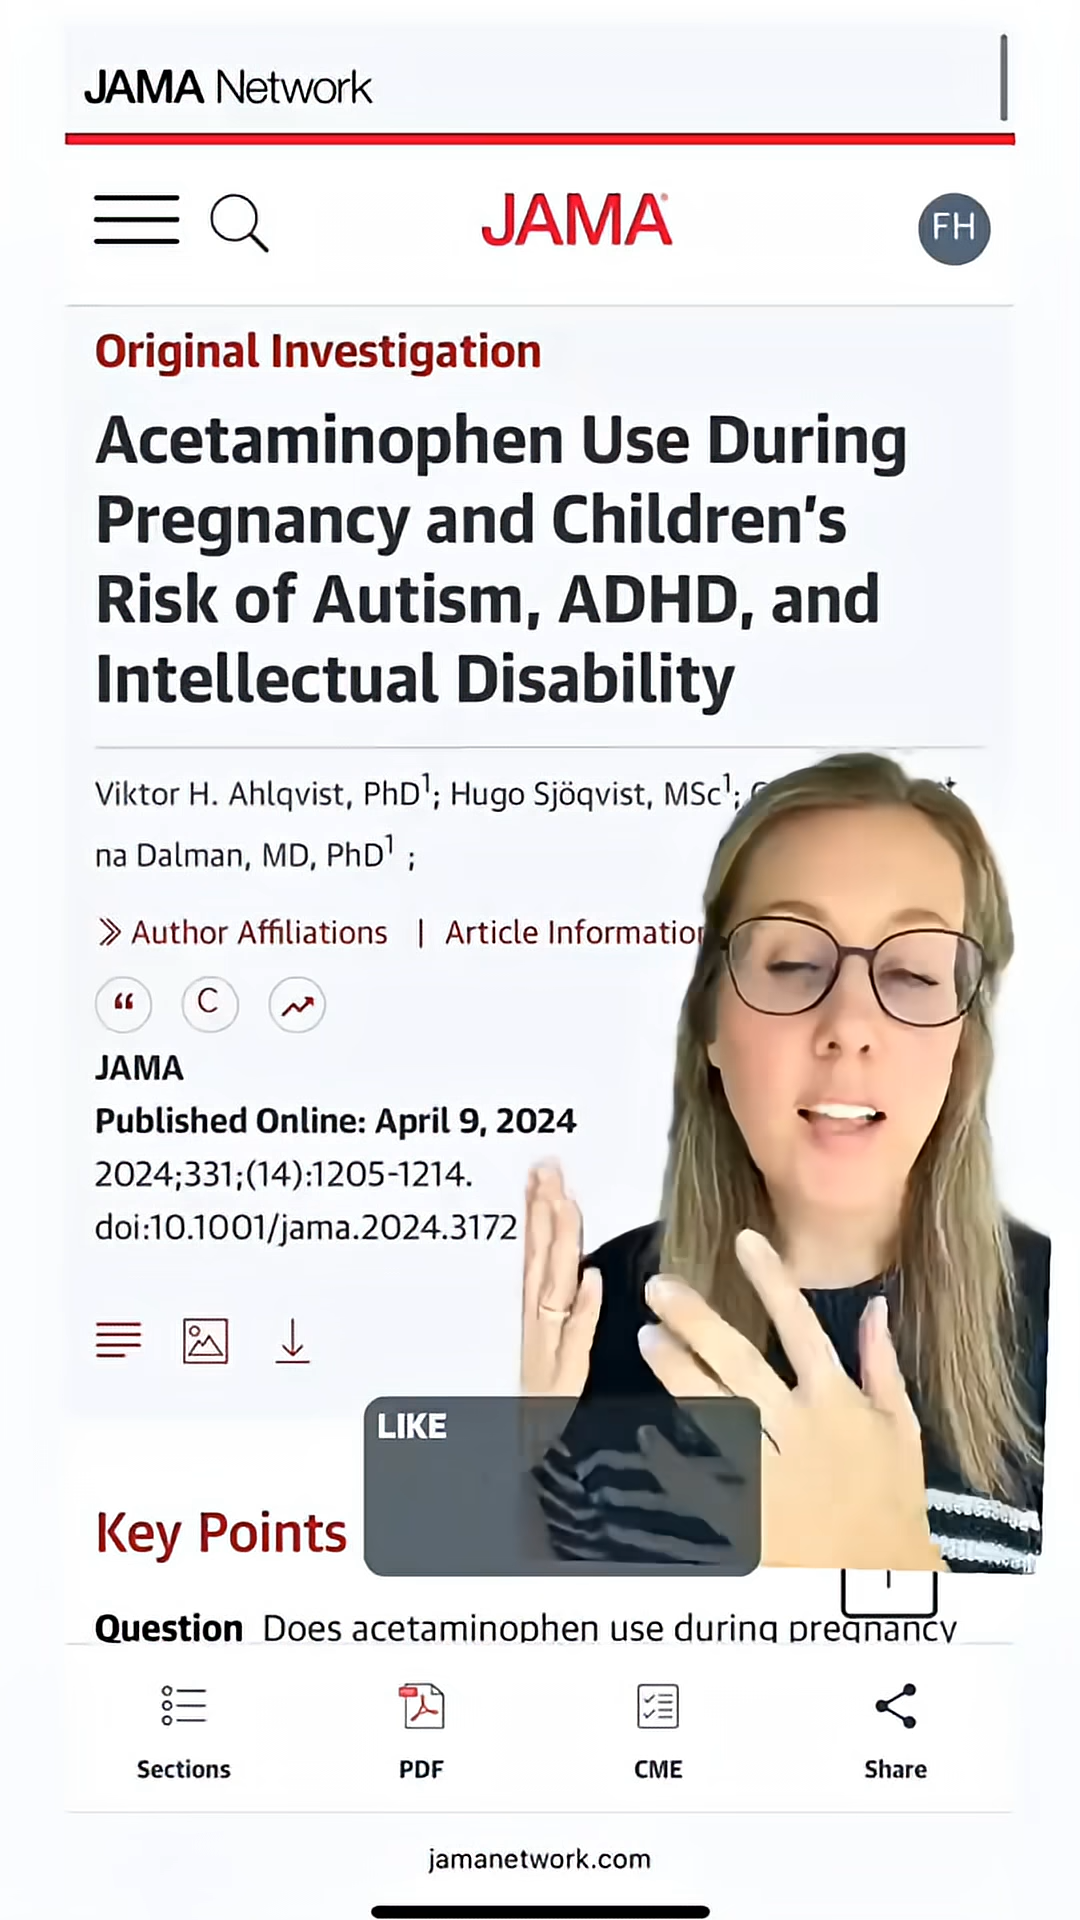 JAMA Network
JAMA
FH
Original Investigation
Acetaminophen Use During
Pregnancy and Children's
Risk of Autism, ADHD, and
Intellectual Disability
Viktor H. Ahlqvist, PhD1; Hugo Sjöqvist, MSc1;
na Dalman, MD, PhD1 ;
Author Affiliations | Article Informatio
“ C
JAMA
Published Online: April 9, 2024
2024;331;(14):1205-1214.
doi:10.1001/jama.2024.3172
LIKE
Key Points
Question Does acetaminophen use during pregnancy
Sections PDF CME Share
jamanetwork.com